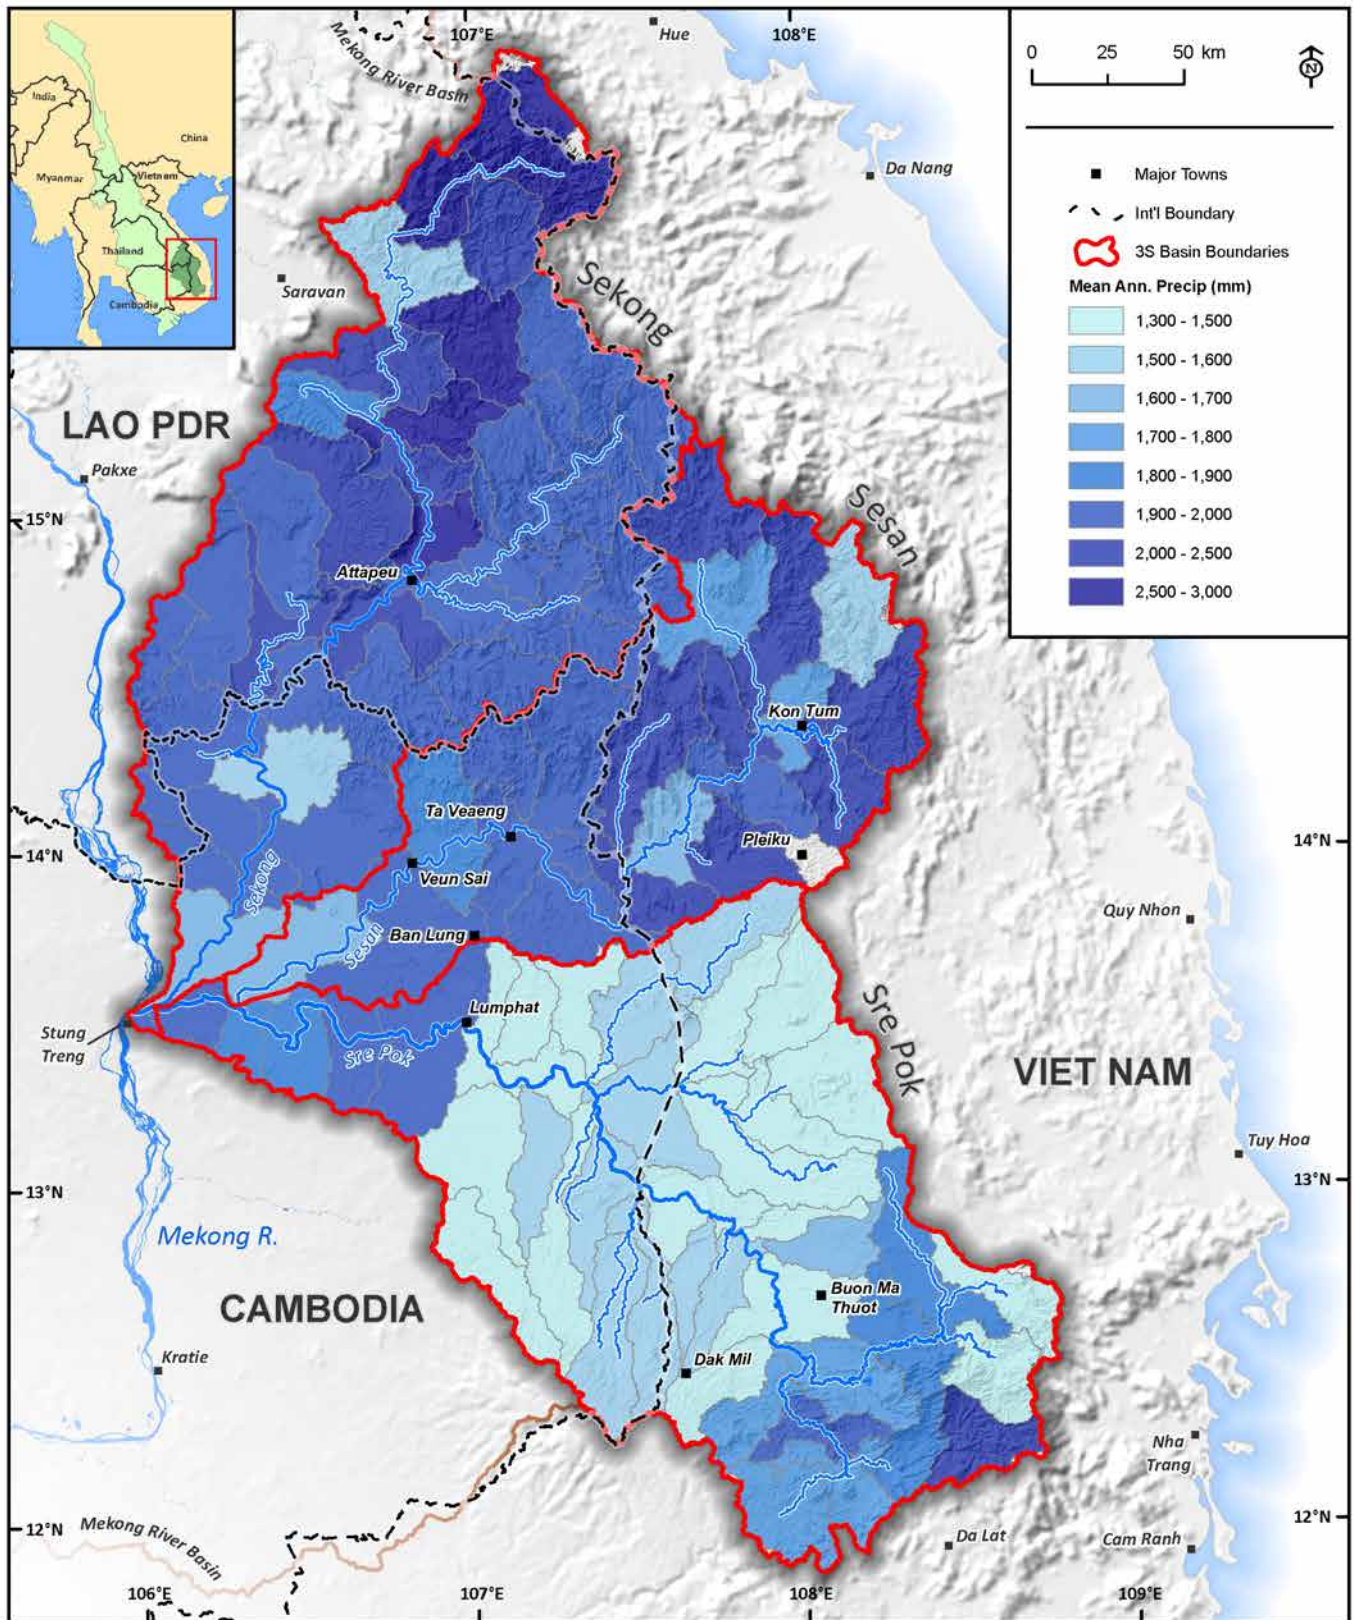 107°E
108°E
Hue
Mekong River Basin
India
China
Myanmar
Vietnam
Thailand
Cambodia
0 25 50 km
N
Major Towns
Int'l Boundary
3S Basin Boundaries
Mean Ann. Precip (mm)
1,300 - 1,500
1,500 - 1,600
1,600 - 1,700
1,700 - 1,800
1,800 - 1,900
1,900 - 2,000
2,000 - 2,500
2,500 - 3,000
Da Nang
Saravan
Sekong
LAO PDR
Pakxe
15°N
Sesan
Attapeu
Kon Tum
Ta Veaeng
Pleiku
14°N
14°N
Veun Sai
Sekong
Quy Nhon
Sesan
Ban Lung
Lumphat
Sre Pok
Stung
Treng
Sre Pok
VIET NAM
Tuy Hoa
13°N
13°N
Mekong R.
Buon Ma
Thuot
CAMBODIA
Kratie
Dak Mil
Nha
Trang
12°N
12°N
Mekong River
Basin
Da Lat
Cam Ranh
106°E
107°E
108°E
109°E